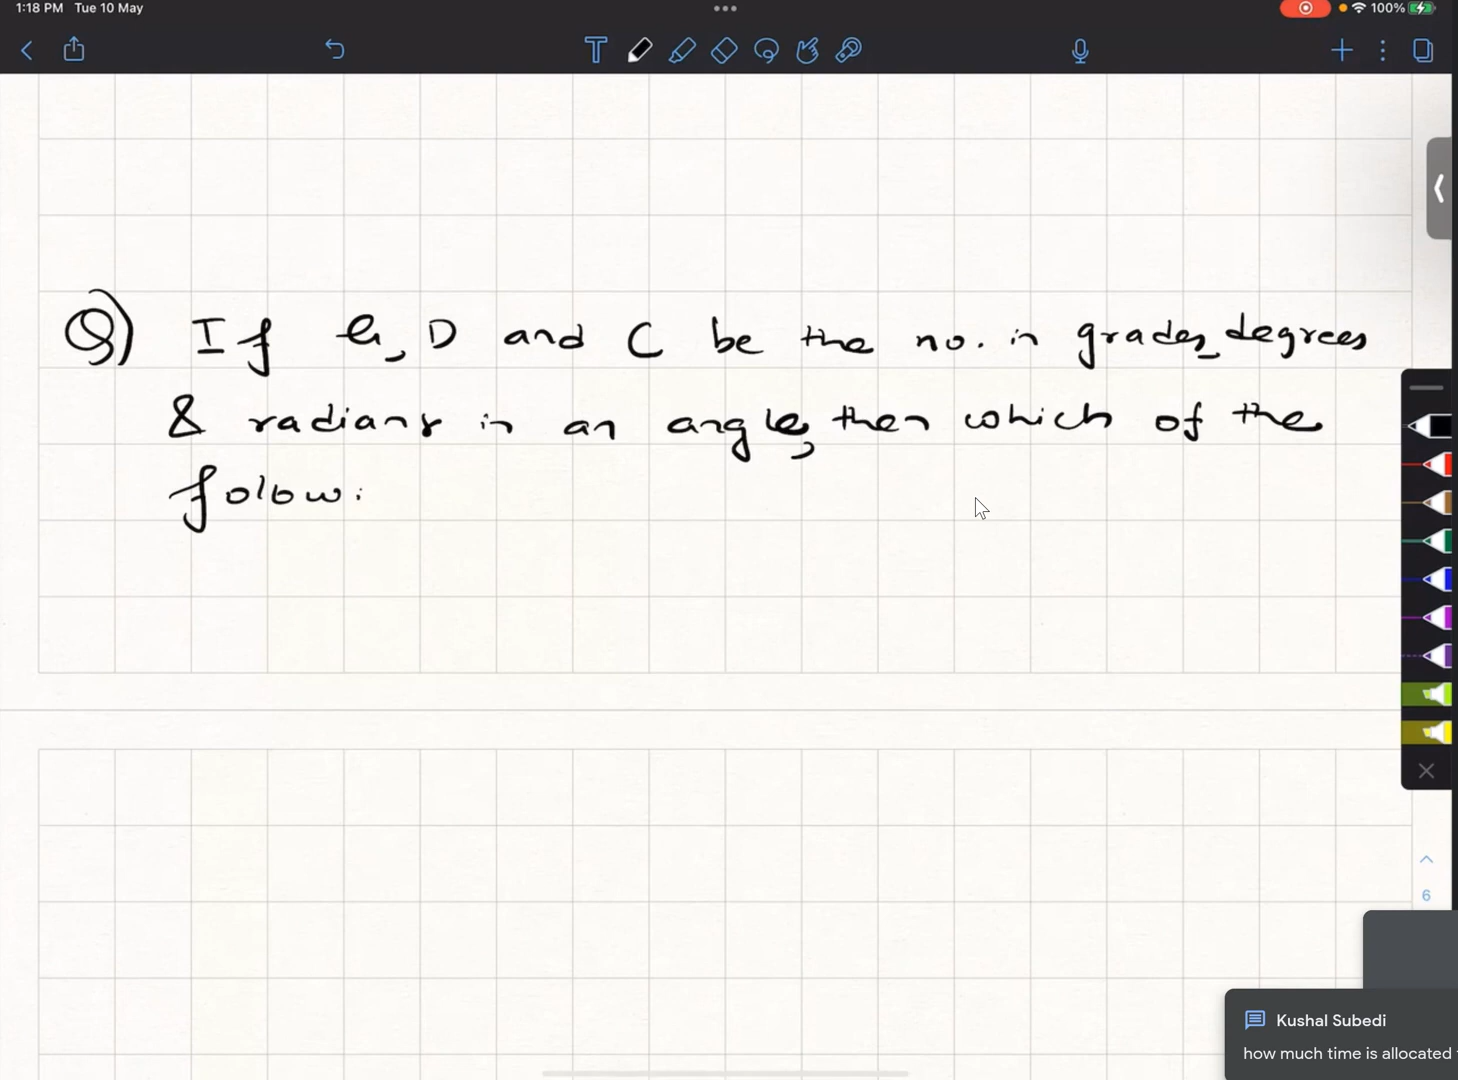 1:18 PM Tue 10 May
100%
Q) If G, D and C be the no. in grades, degrees
& radians in an angle, then which of the
follow:
6
Kushal Subedi
how much time is allocated